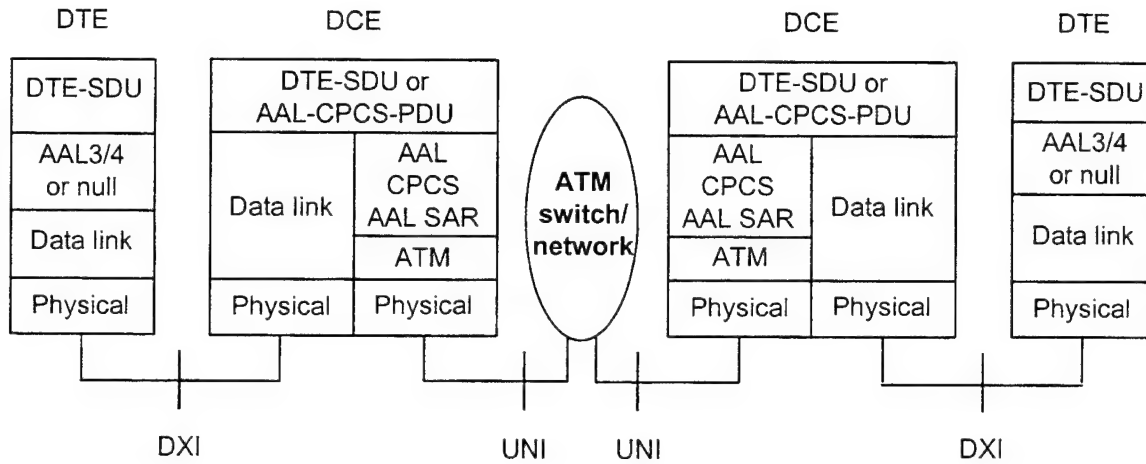 DTE
DCE
DCE
DTE
DTE-SDU
AAL3/4
or null
Data link
Physical
DTE-SDU or
AAL-CPCS-PDU
Data link
Physical
AAL
CPCS
AAL SAR
ATM
Physical
ATM
switch/
network
DTE-SDU or
AAL-CPCS-PDU
AAL
CPCS
AAL SAR
ATM
Physical
Data link
Physical
DTE-SDU
AAL3/4
or null
Data link
Physical
DXI
UNI
UNI
DXI